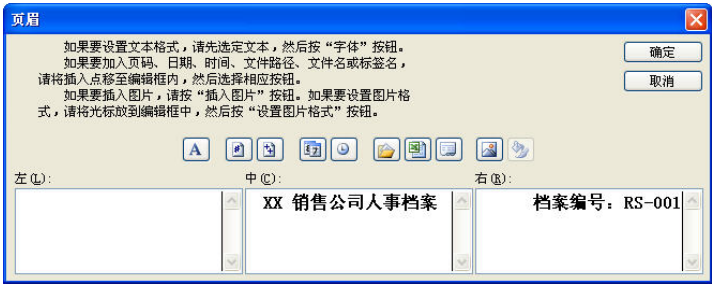 页眉
如果要设置文本格式，请先选定文本，然后按“字体”按钮。
如果要加入页码、日期、时间、文件路径、文件名或标签名，
请将插入点移至编辑框内，然后选择相应按钮。
如果要插入图片，请按“插入图片”按钮。如果要设置图片格
式，请将光标放到编辑框中，然后按“设置图片格式”按钮。
确定
取消
A
左(L):
中(C):
右(R):
XX 销售公司人事档案
档案编号：RS-001